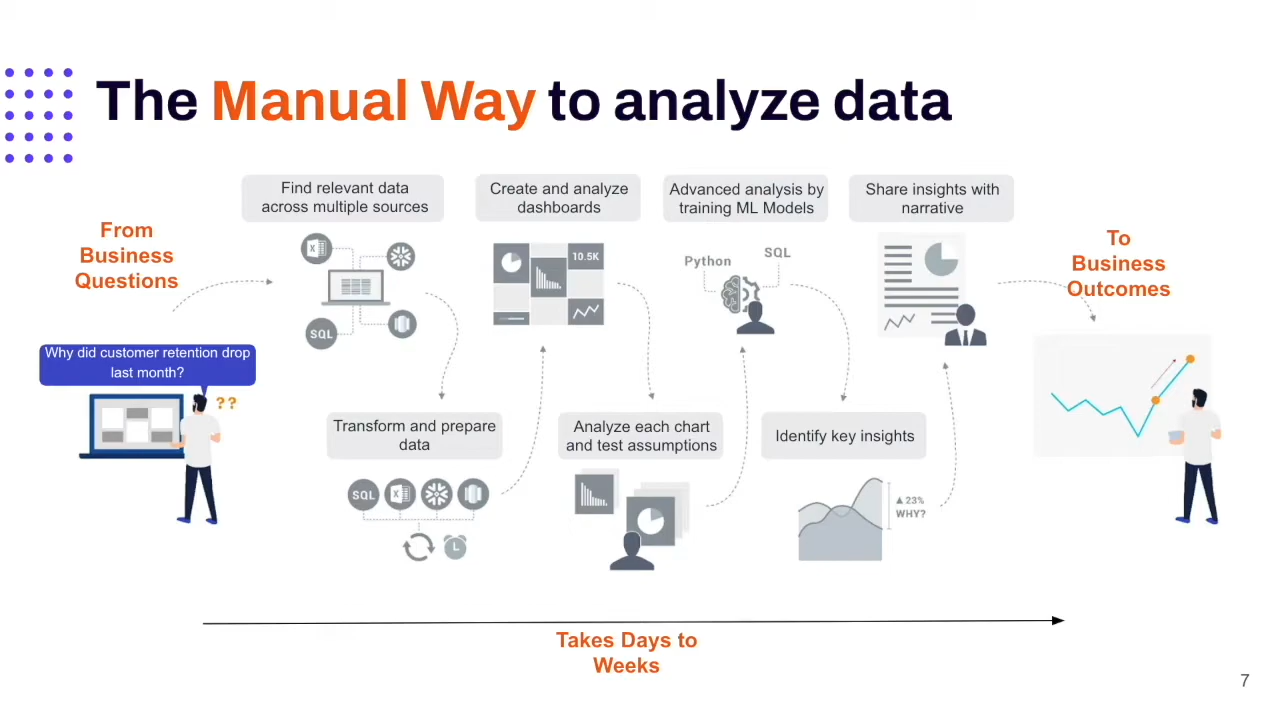 The Manual Way to analyze data
From
Business
Questions
Why did customer retention drop
last month?
??
Find relevant data
across multiple sources
X
SQL
Transform and prepare
data
SQL
X
Create and analyze
dashboards
10.5K
Analyze each chart
and test assumptions
Advanced analysis by
training ML Models
Python
SQL
Identify key insights
▲ 23%
WHY?
Share insights with
narrative
To
Business
Outcomes
Takes Days to
Weeks
7